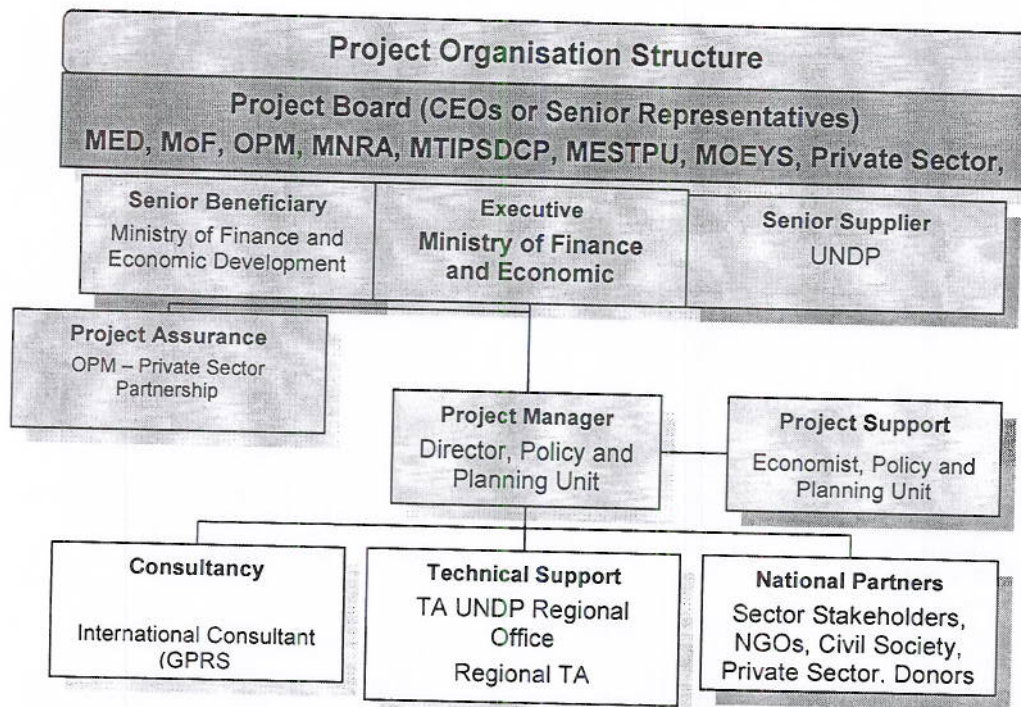 Project Organisation Structure
Project Board (CEOs or Senior Representatives)
MED, MoF, OPM, MNRA, MTIPSDCP, MESTPU, MOEYS, Private Sector,
Senior Beneficiary
Ministry of Finance and
Economic Development
Executive
Ministry of Finance
and Economic
Senior Supplier
UNDP
Project Assurance
OPM – Private Sector
Partnership
Project Manager
Director, Policy and
Planning Unit
Project Support
Economist, Policy and
Planning Unit
Consultancy
International Consultant
(GPRS
Technical Support
TA UNDP Regional
Office
Regional TA
National Partners
Sector Stakeholders,
NGOs, Civil Society,
Private Sector. Donors